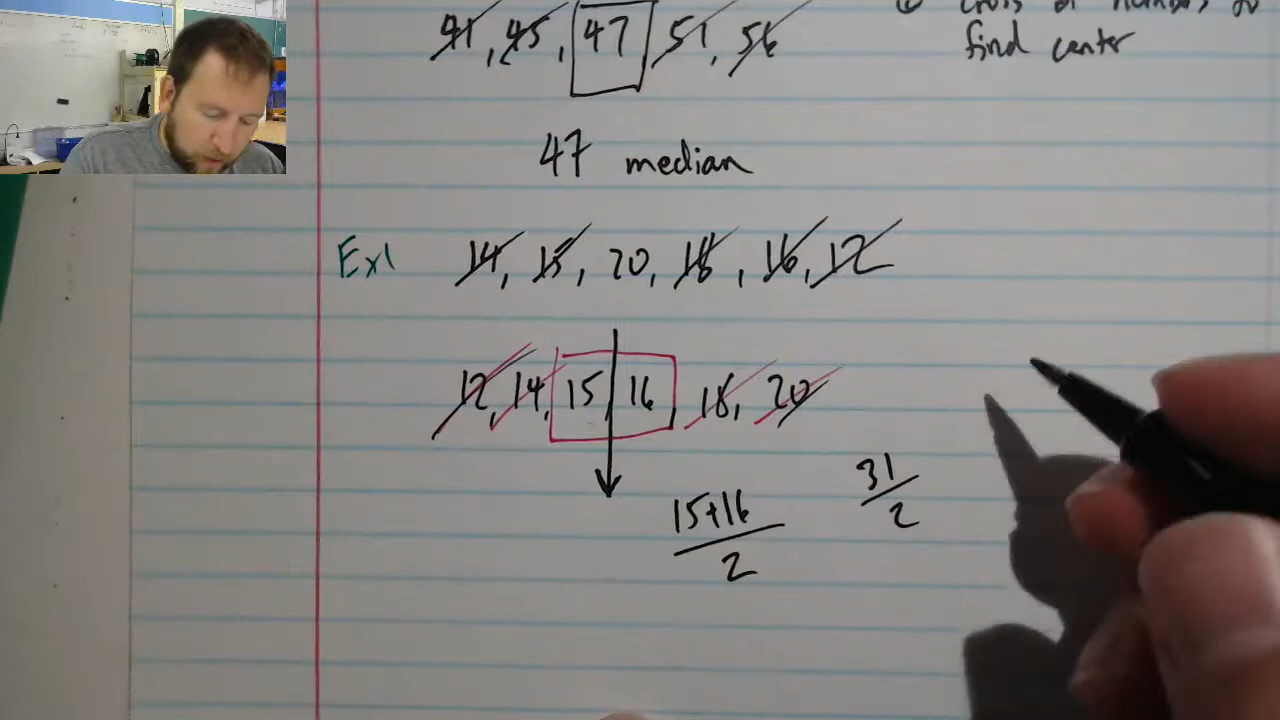 41, 45, 47, 51, 56
find center
47 median
Ex1 14, 15, 20, 18, 16, 12
12, 14, 15 16, 18, 20
15+16
2
31
2